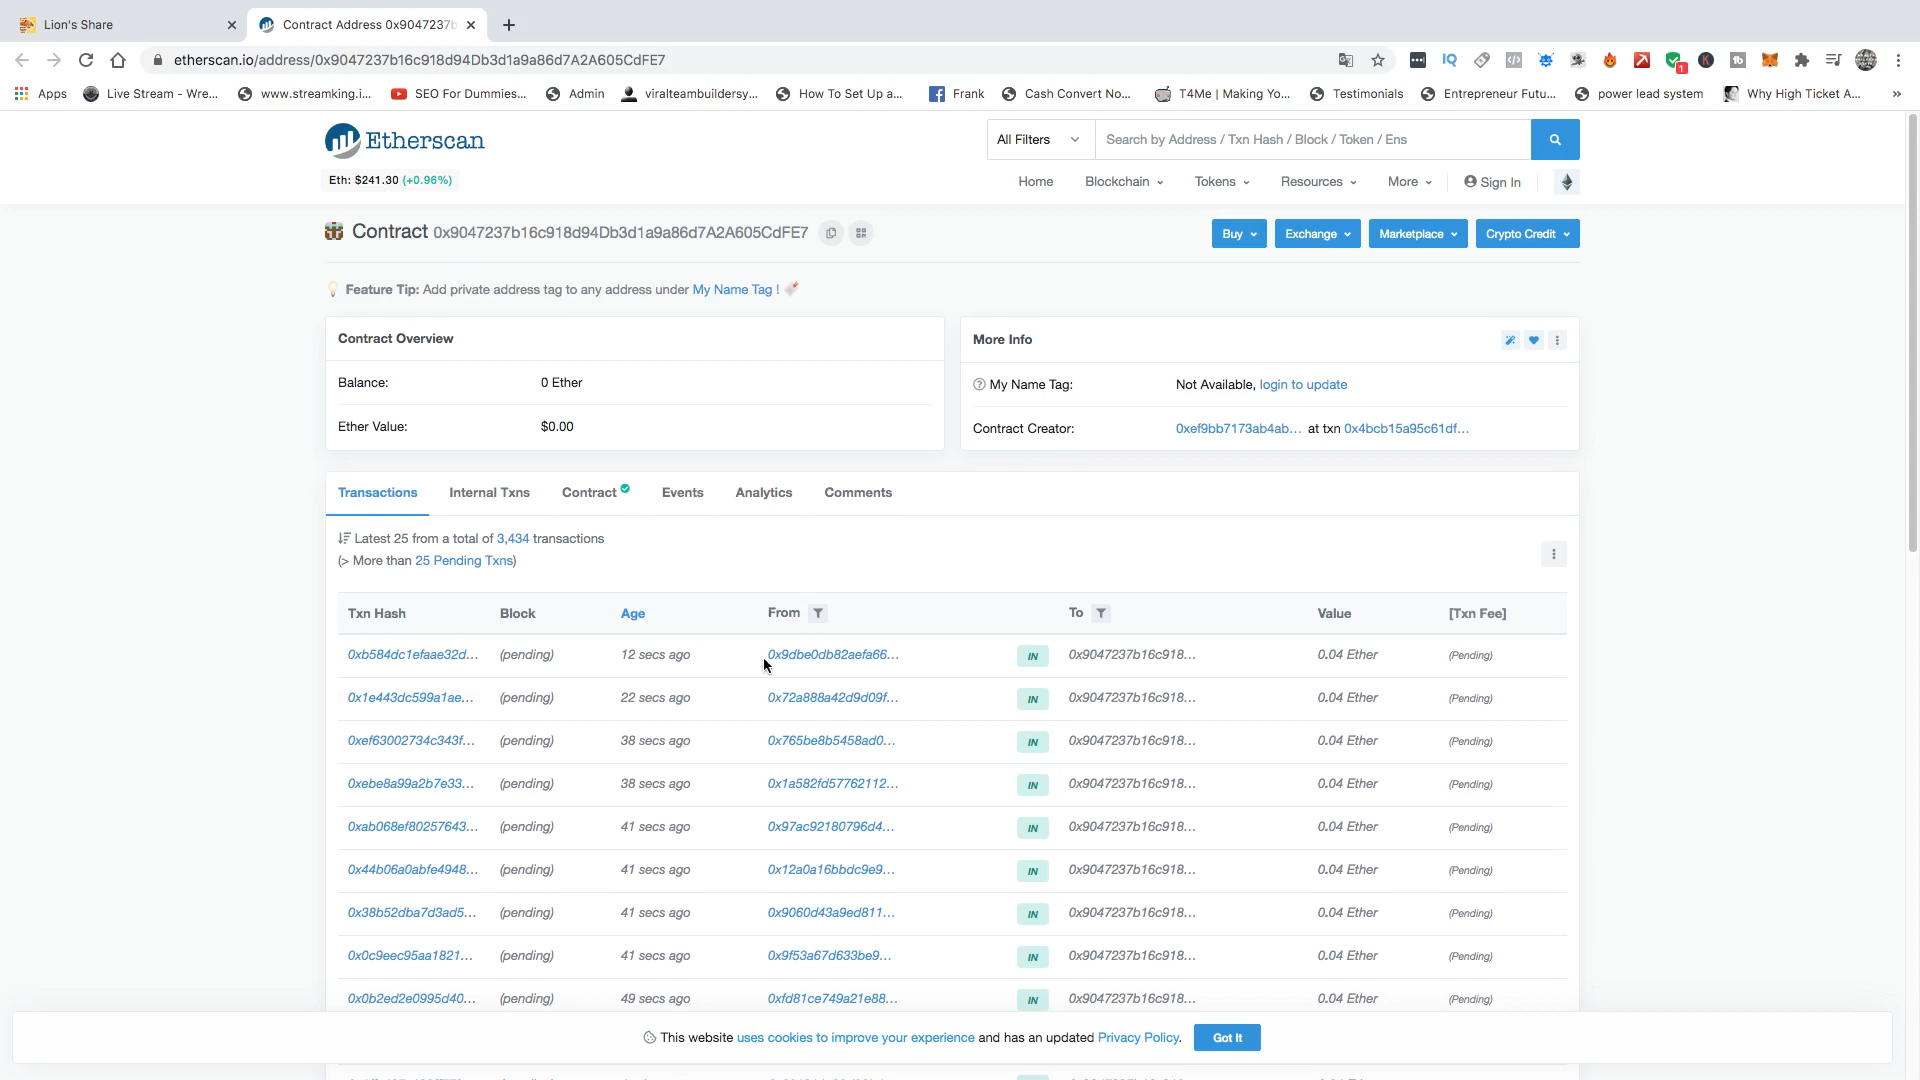 Lion's Share
Contract Address 0x9047237b
etherscan.io/address/0x9047237b16c918d94Db3d1a9a86d7A2A605CdFE7
Apps Live Stream - Wre... www.streamking.i... SEO For Dummies... Admin viralteambuildersy... How To Set Up a... Frank Cash Convert No... T4Me | Making Yo... Testimonials Entrepreneur Futu... power lead system Why High Ticket A... »
Etherscan
All Filters Search by Address / Txn Hash / Block / Token / Ens
Eth: $241.30 (+0.96%)
Home Blockchain Tokens Resources More Sign In
Contract 0x9047237b16c918d94Db3d1a9a86d7A2A605CdFE7
Buy Exchange Marketplace Crypto Credit
Feature Tip: Add private address tag to any address under My Name Tag !
Contract Overview
Balance: 0 Ether
Ether Value: $0.00
More Info
My Name Tag: Not Available, login to update
Contract Creator: 0xef9bb7173ab4ab... at txn 0x4bcb15a95c61df...
Transactions Internal Txns Contract Events Analytics Comments
Latest 25 from a total of 3,434 transactions
(> More than 25 Pending Txns)
Txn Hash Block Age From To Value [Txn Fee]
0xb584dc1efaae32d... (pending) 12 secs ago 0x9dbe0db82aefa66... IN 0x9047237b16c918... 0.04 Ether (Pending)
0x1e443dc599a1ae... (pending) 22 secs ago 0x72a888a42d9d09f... IN 0x9047237b16c918... 0.04 Ether (Pending)
0xef63002734c343f... (pending) 38 secs ago 0x765be8b5458ad0... IN 0x9047237b16c918... 0.04 Ether (Pending)
0xebe8a99a2b7e33... (pending) 38 secs ago 0x1a582fd57762112... IN 0x9047237b16c918... 0.04 Ether (Pending)
0xab068ef80257643... (pending) 41 secs ago 0x97ac92180796d4... IN 0x9047237b16c918... 0.04 Ether (Pending)
0x44b06a0abfe4948... (pending) 41 secs ago 0x12a0a16bbdc9e9... IN 0x9047237b16c918... 0.04 Ether (Pending)
0x38b52dba7d3ad5... (pending) 41 secs ago 0x9060d43a9ed811... IN 0x9047237b16c918... 0.04 Ether (Pending)
0x0c9eec95aa1821... (pending) 41 secs ago 0x9f53a67d633be9... IN 0x9047237b16c918... 0.04 Ether (Pending)
0x0b2ed2e0995d40... (pending) 49 secs ago 0xfd81ce749a21e88... IN 0x9047237b16c918... 0.04 Ether (Pending)
This website uses cookies to improve your experience and has an updated Privacy Policy. Got It